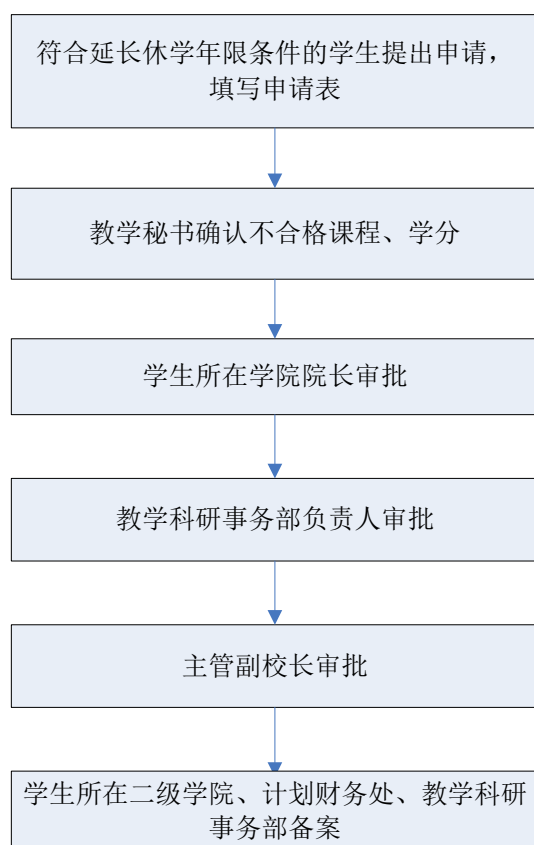 符合延长休学年限条件的学生提出申请，
填写申请表
教学秘书确认不合格课程、学分
学生所在学院院长审批
教学科研事务部负责人审批
主管副校长审批
学生所在二级学院、计划财务处、教学科研
事务部备案